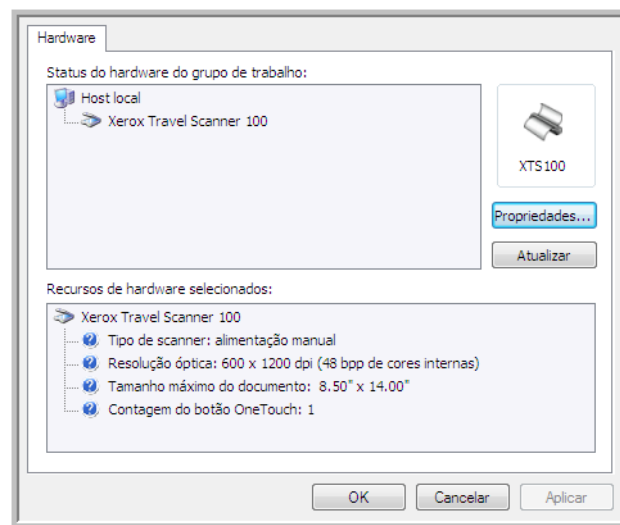 Hardware
Status do hardware do grupo de trabalho:
Host local
Xerox Travel Scanner 100
XTS100
Propriedades...
Atualizar
Recursos de hardware selecionados:
Xerox Travel Scanner 100
Tipo de scanner: alimentação manual
Resolução óptica: 600 x 1200 dpi (48 bpp de cores internas)
Tamanho máximo do documento: 8.50" x 14.00"
Contagem do botão OneTouch: 1
OK Cancelar Aplicar